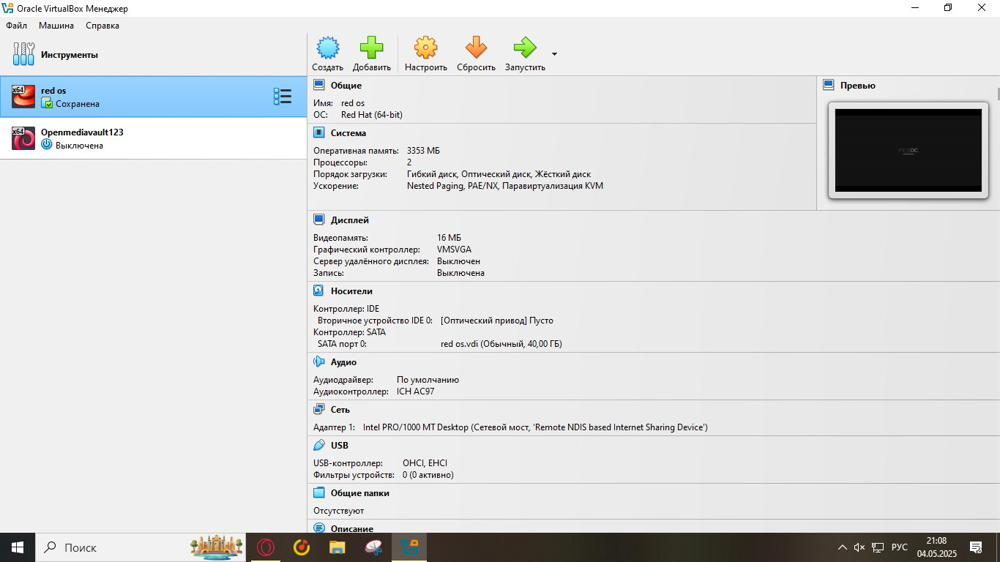 Oracle VirtualBox Менеджер
Файл Машина Справка
Инструменты
x64
red os
Сохранена
x64
Openmediavault123
Выключена
Создать Добавить Настроить Сбросить Запустить
Общие
Имя: red os
ОС: Red Hat (64-bit)
Система
Оперативная память: 3353 МБ
Процессоры: 2
Порядок загрузки: Гибкий диск, Оптический диск, Жёсткий диск
Ускорение: Nested Paging, PAE/NX, Паравиртуализация KVM
Превью
РЕДОС
Дисплей
Видеопамять: 16 МБ
Графический контроллер: VMSVGA
Сервер удалённого дисплея: Выключен
Запись: Выключена
Носители
Контроллер: IDE
Вторичное устройство IDE 0: [Оптический привод] Пусто
Контроллер: SATA
SATA порт 0: red os.vdi (Обычный, 40,00 ГБ)
Аудио
Аудиодрайвер: По умолчанию
Аудиоконтроллер: ICH AC97
Сеть
Адаптер 1: Intel PRO/1000 MT Desktop (Сетевой мост, 'Remote NDIS based Internet Sharing Device')
USB
USB-контроллер: OHCI, EHCI
Фильтры устройств: 0 (0 активно)
Общие папки
Отсутствуют
Описание
Поиск
РУС
21:08
04.05.2025